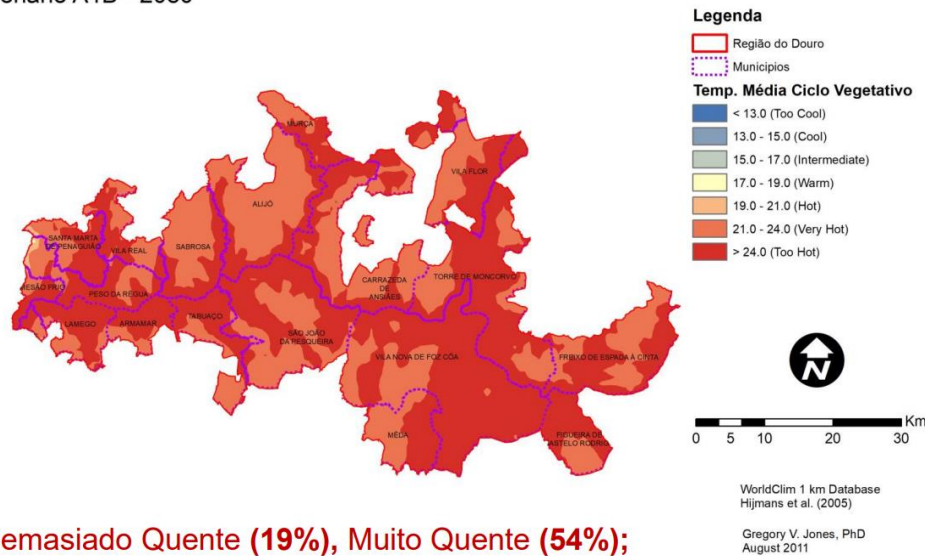 Legenda
Região do Douro
Municipios
Temp. Média Ciclo Vegetativo
< 13.0 (Too Cool)
13.0 - 15.0 (Cool)
15.0 - 17.0 (Intermediate)
17.0 - 19.0 (Warm)
19.0 - 21.0 (Hot)
21.0 - 24.0 (Very Hot)
> 24.0 (Too Hot)
MURÇA
VILA FLOR
ALIJÓ
SANTA MARTA
DE PENAGUIÃO
VILA REAL
SABROSA
CARRAZEDA
DE
ANSIÃES
TORRE DE MONCORVO
MESÃO FRIO
PESO DA RÉGUA
LAMEGO
ARMAMAR
TABUAÇO
SÃO JOÃO
DA PESQUEIRA
VILA NOVA DE FOZ CÔA
FREIXO DE ESPADA À CINTA
MÊDA
FIGUEIRA DE
CASTELO RODRIGO
N
Km
0 5 10 20 30
WorldClim 1 km Database
Hijmans et al. (2005)
Gregory V. Jones, PhD
August 2011
emasiado Quente (19%), Muito Quente (54%);